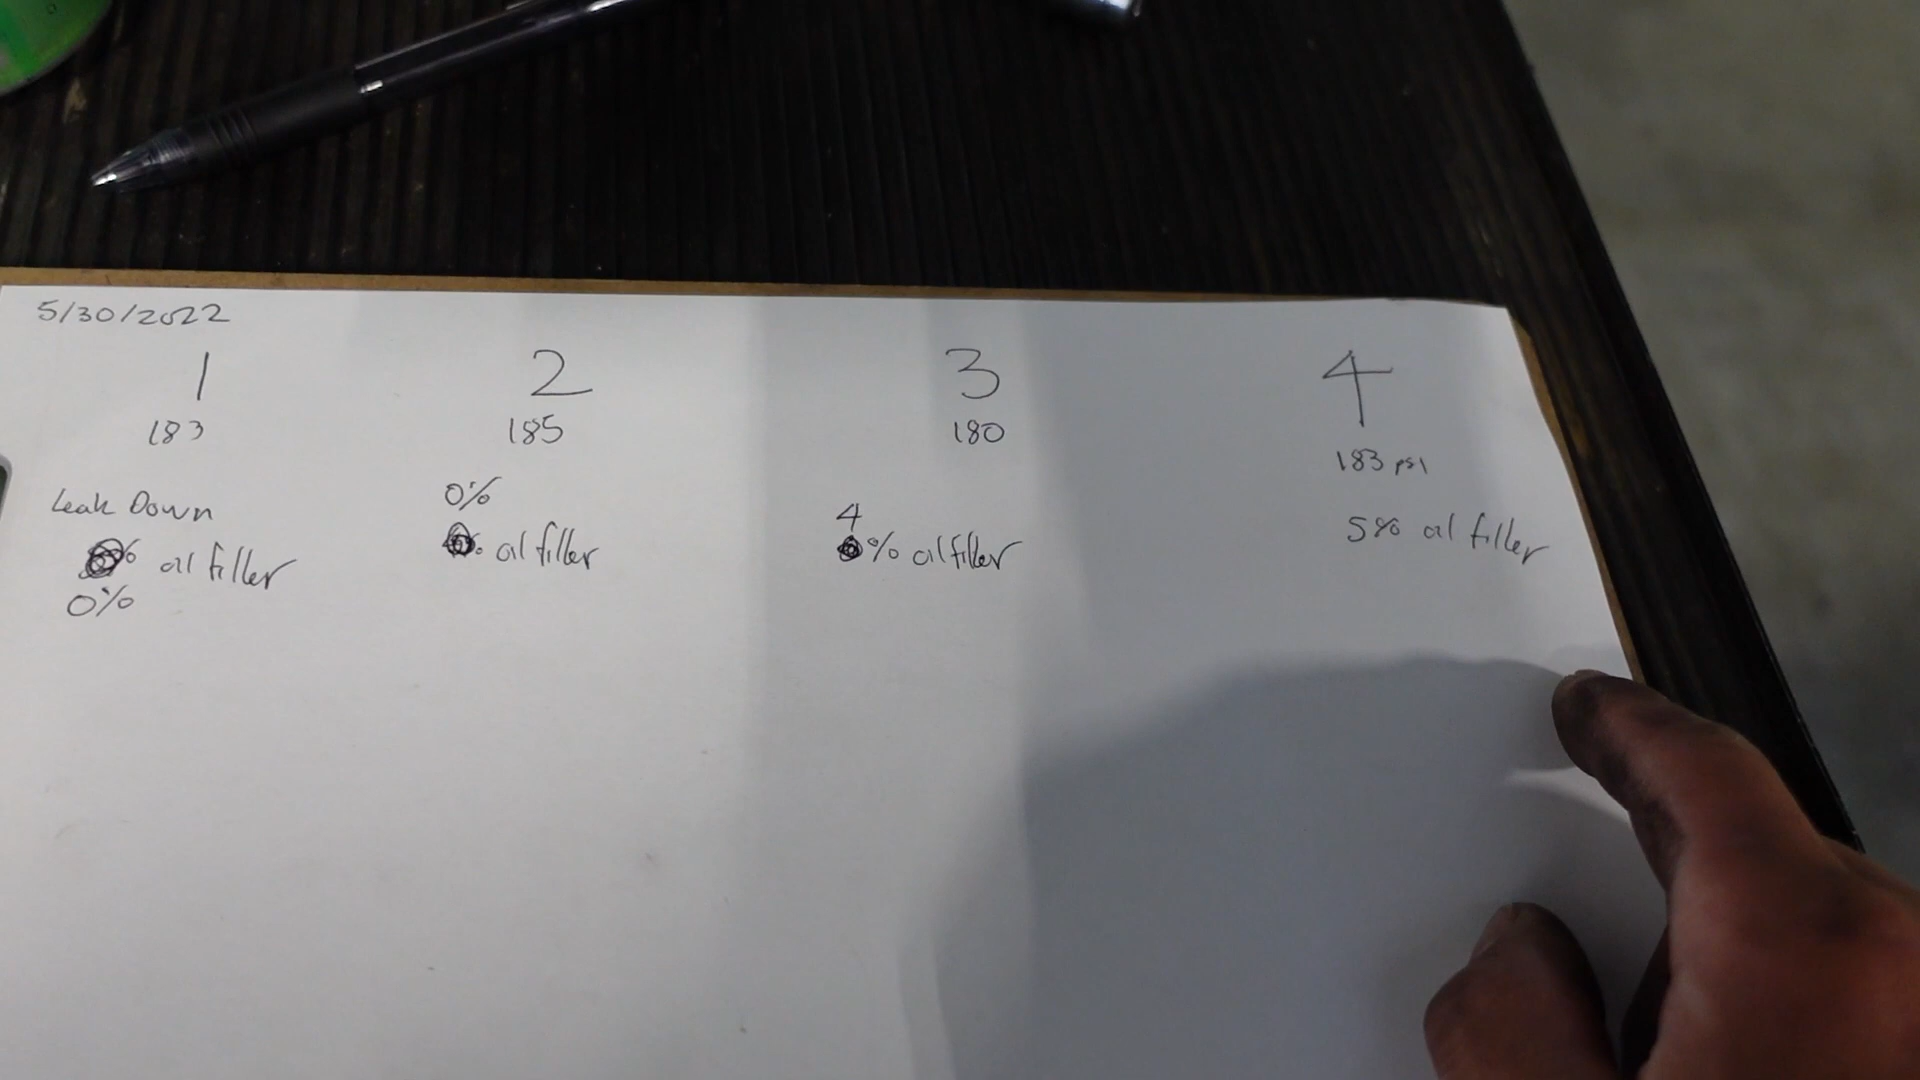 5/30/2022
1 2 3 4
183 185 180 183 psi
Leak Down
0% 4
% oil filler oil filler % oil filler 5% oil filler
0%